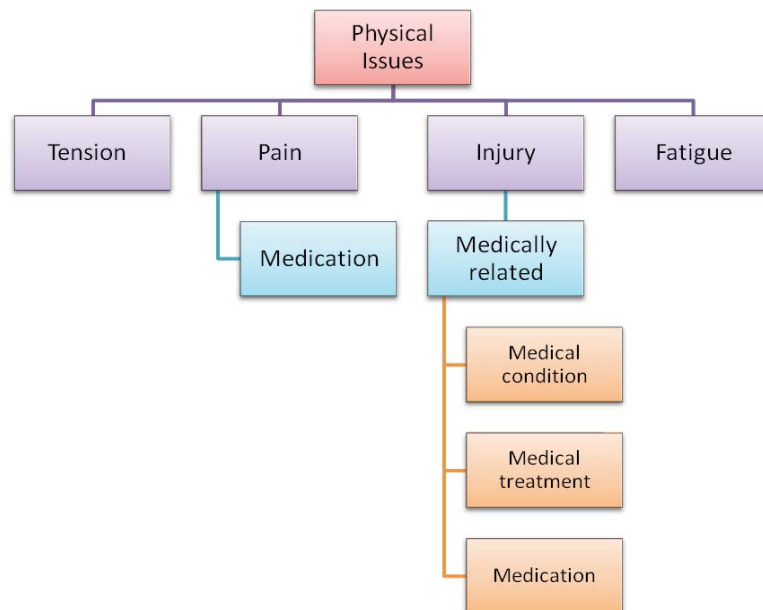 Physical
Issues
Tension
Pain
Injury
Fatigue
Medication
Medically
related
Medical
condition
Medical
treatment
Medication